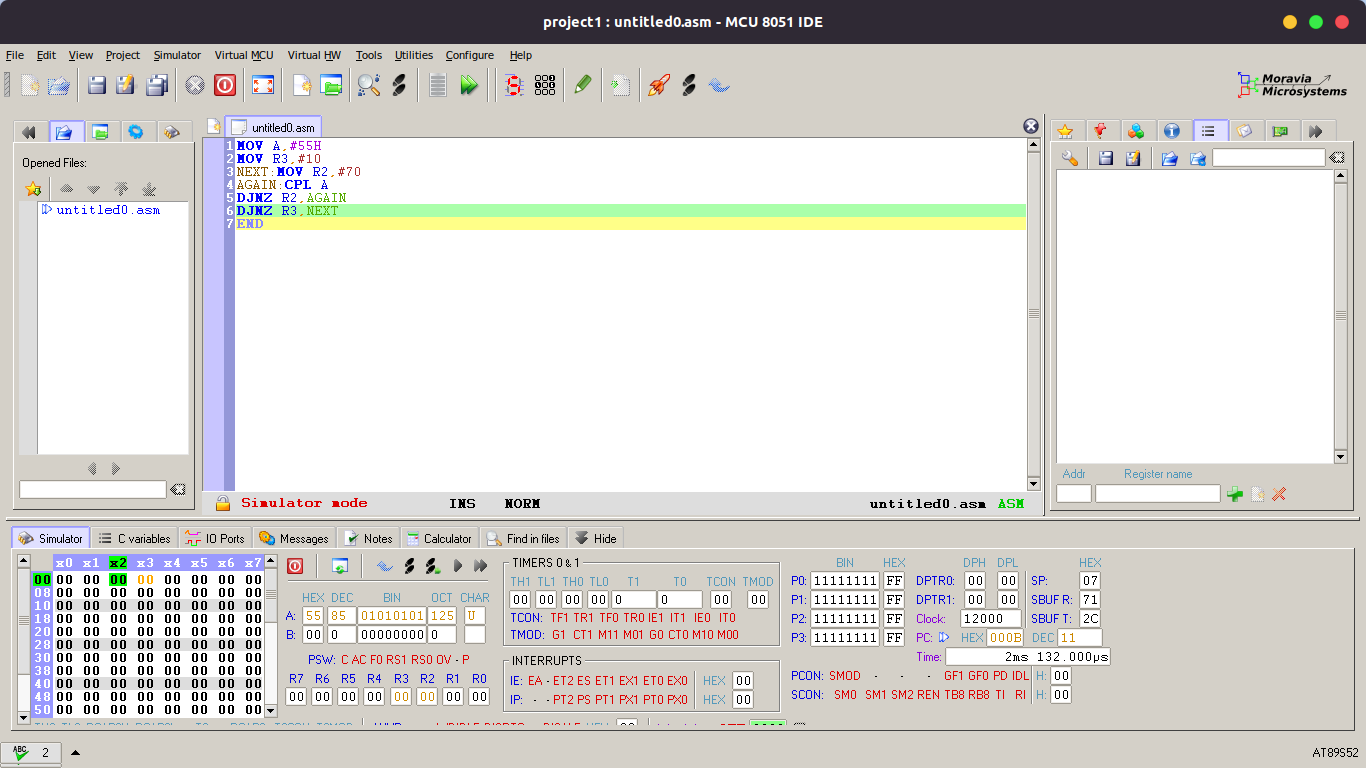 project1 : untitled0.asm - MCU 8051 IDE
File Edit View Project Simulator Virtual MCU Virtual HW Tools Utilities Configure Help
Moravia
Microsystems
untitled0.asm
Opened Files:
untitled0.asm
1 MOV A,#55H
2 MOV R3,#10
3 NEXT:MOV R2,#70
4 AGAIN:CPL A
5 DJNZ R2,AGAIN
6 DJNZ R3,NEXT
7 END
Addr Register name
Simulator mode INS NORM untitled0.asm ASM
Simulator C variables IO Ports Messages Notes Calculator Find in files Hide
x0 x1 x2 x3 x4 x5 x6 x7
00 00 00 00 00 00 00 00 00
08 00 00 00 00 00 00 00 00
10 00 00 00 00 00 00 00 00
18 00 00 00 00 00 00 00 00
20 00 00 00 00 00 00 00 00
28 00 00 00 00 00 00 00 00
30 00 00 00 00 00 00 00 00
38 00 00 00 00 00 00 00 00
40 00 00 00 00 00 00 00 00
48 00 00 00 00 00 00 00 00
50 00 00 00 00 00 00 00 00
HEX DEC BIN OCT CHAR
A: 55 85 01010101 125 U
B: 00 0 00000000 0
PSW: C AC F0 RS1 RS0 OV - P
R7 R6 R5 R4 R3 R2 R1 R0
00 00 00 00 00 00 00 00
TIMERS 0 & 1
TH1 TL1 TH0 TL0 T1 T0 TCON TMOD
00 00 00 00 0 0 00 00
TCON: TF1 TR1 TF0 TR0 IE1 IT1 IE0 IT0
TMOD: G1 CT1 M11 M01 G0 CT0 M10 M00
INTERRUPTS
IE: EA - ET2 ES ET1 EX1 ET0 EX0 HEX 00
IP: - - PT2 PS PT1 PX1 PT0 PX0 HEX 00
BIN HEX
P0: 11111111 FF
P1: 11111111 FF
P2: 11111111 FF
P3: 11111111 FF
DPH DPL
DPTR0: 00 00
DPTR1: 00 00
Clock: 12000
PC: HEX 000B DEC 11
Time: 2ms 132.000µs
HEX
SP: 07
SBUF R: 71
SBUF T: 2C
PCON: SMOD - - - GF1 GF0 PD IDL H: 00
SCON: SM0 SM1 SM2 REN TB8 RB8 TI RI H: 00
ABC 2
AT89S52